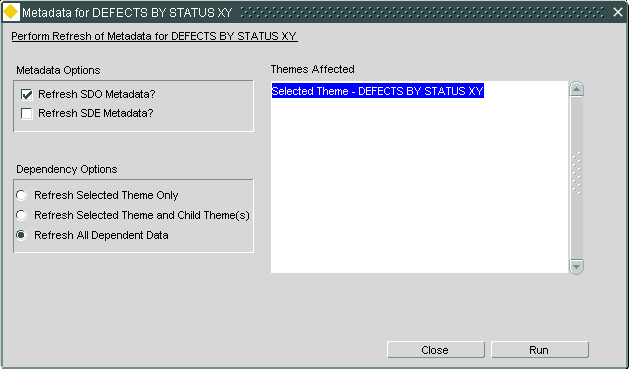 Metadata for DEFECTS BY STATUS XY
Perform Refresh of Metadata for DEFECTS BY STATUS XY
Metadata Options
Refresh SDO Metadata?
Refresh SDE Metadata?
Dependency Options
Refresh Selected Theme Only
Refresh Selected Theme and Child Theme(s)
Refresh All Dependent Data
Themes Affected
Selected Theme - DEFECTS BY STATUS XY
Close
Run